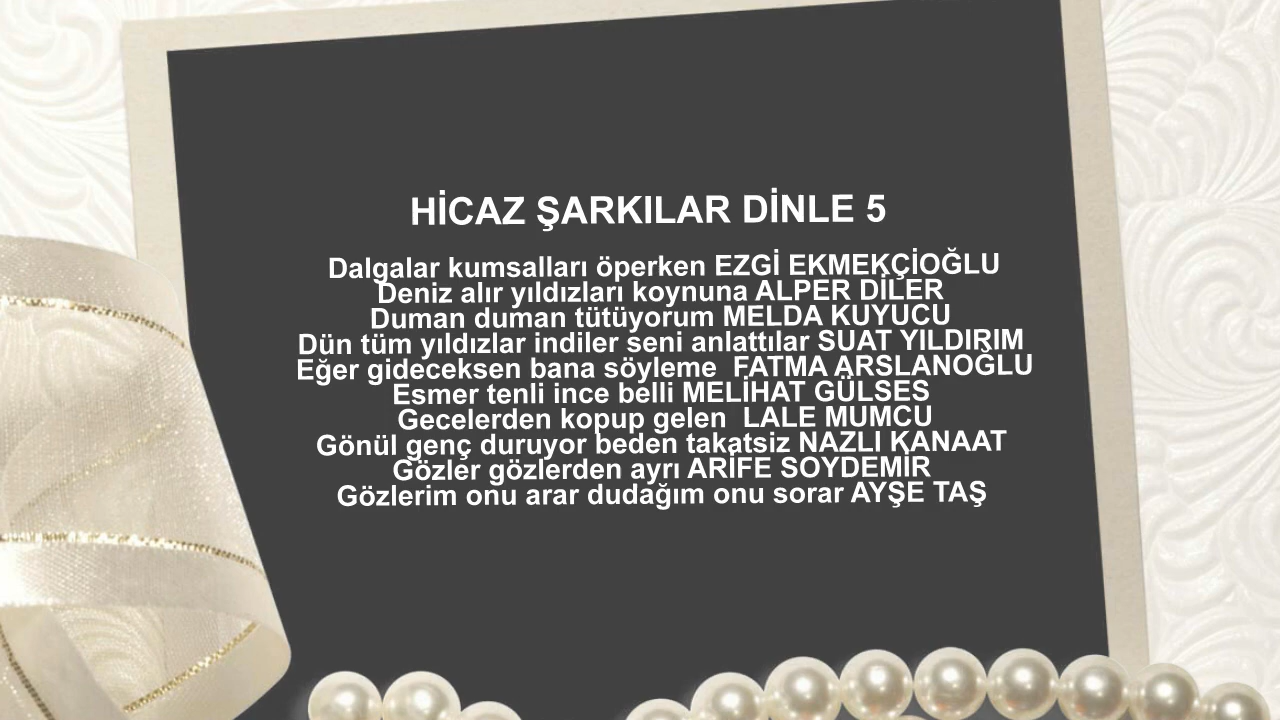 HİCAZ ŞARKILAR DİNLE 5
Dalgalar kumsalları öperken EZGİ EKMEKÇİOĞLU
Deniz alır yıldızları koynuna ALPER DİLER
Duman duman tütüyorum MELDA KUYUCU
Dün tüm yıldızlar indiler seni anlattılar SUAT YILDIRIM
Eğer gideceksen bana söyleme FATMA ARSLANOĞLU
Esmer tenli ince belli MELİHAT GÜLSES
Gecelerden kopup gelen LALE MUMCU
Gönül genç duruyor beden takatsiz NAZLI KANAAT
Gözler gözlerden ayrı ARİFE SOYDEMİR
Gözlerim onu arar dudağım onu sorar AYŞE TAŞ